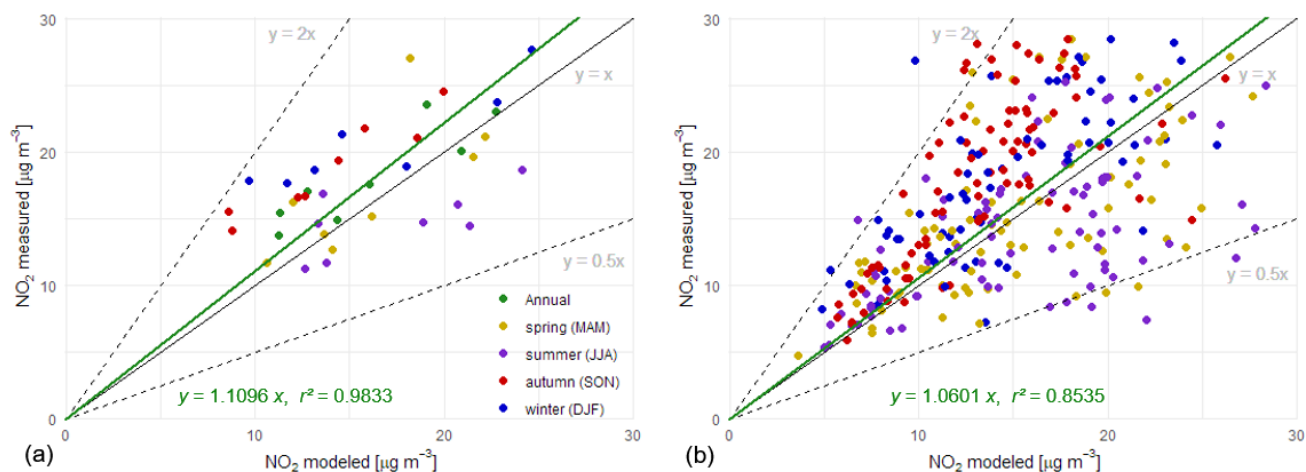 30
20
10
0
NO₂ measured [µg m⁻³]
y = 2x
y = x
y = 0.5x
Annual
spring (MAM)
summer (JJA)
autumn (SON)
winter (DJF)
y = 1.1096 x, r² = 0.9833
0 10 20 30
NO₂ modeled [µg m⁻³]
(a)
30
20
10
0
NO₂ measured [µg m⁻³]
y = 2x
y = x
y = 0.5x
y = 1.0601 x, r² = 0.8535
0 10 20 30
NO₂ modeled [µg m⁻³]
(b)